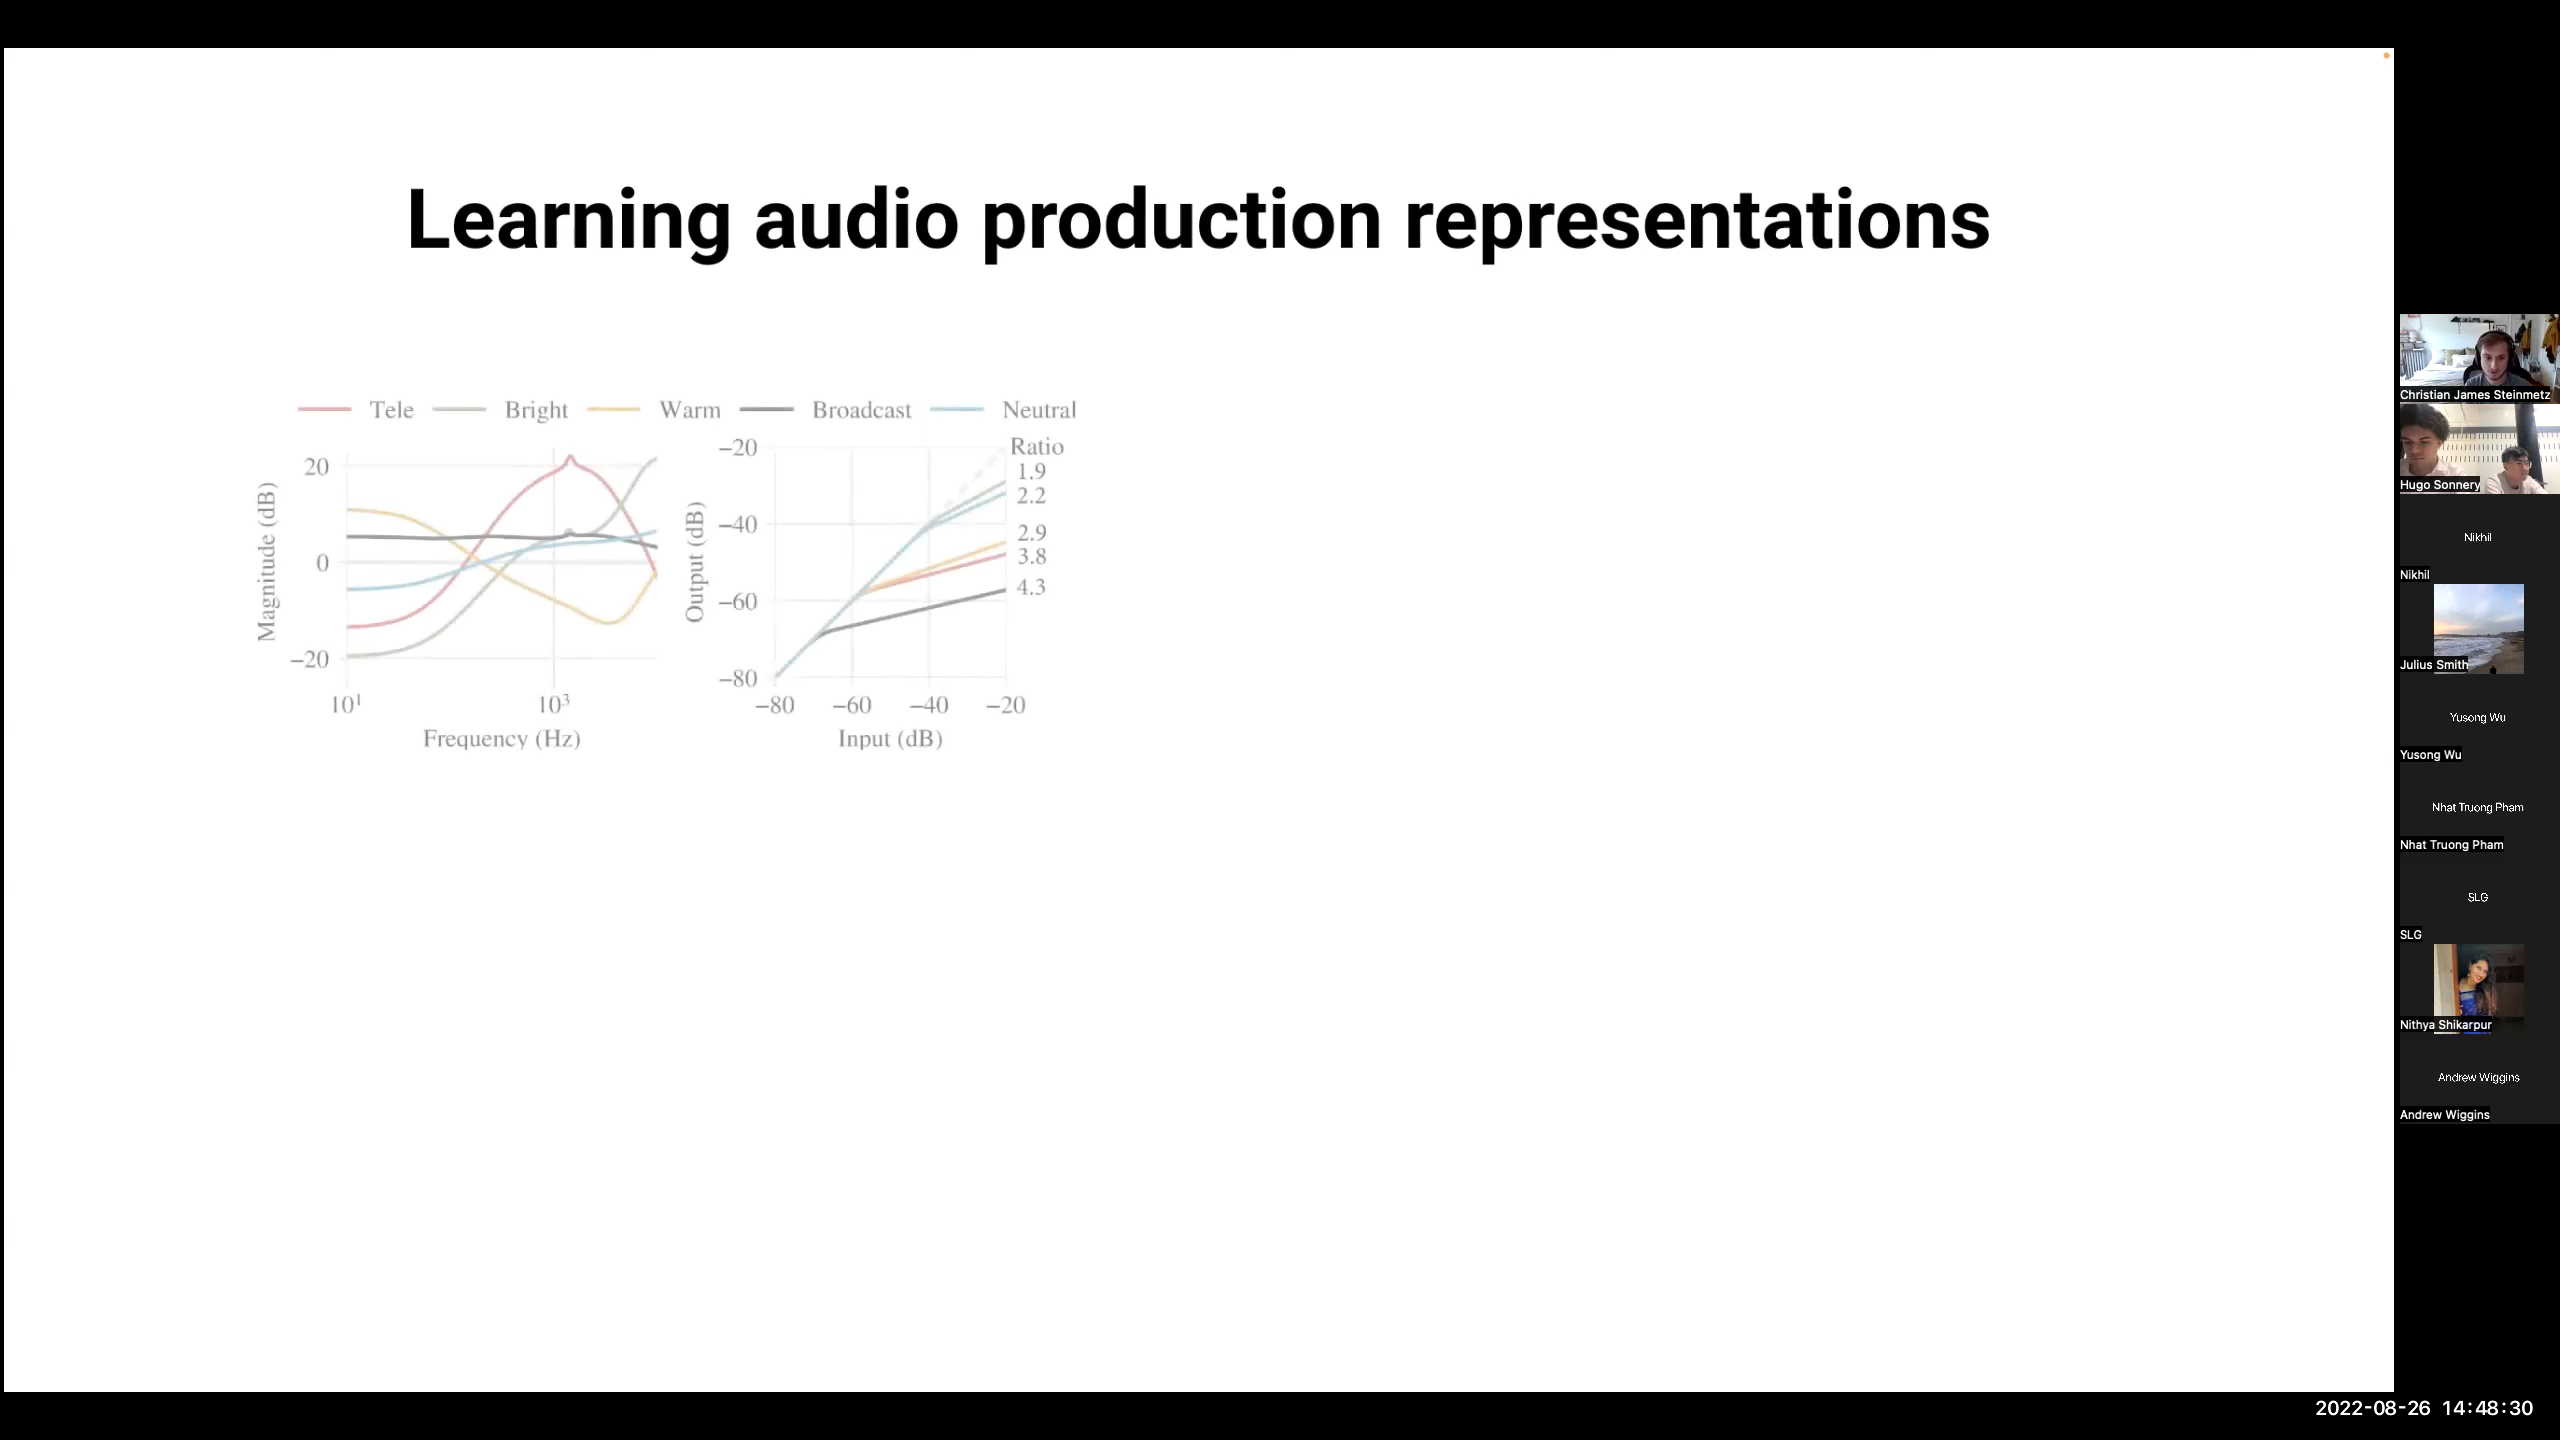 Learning audio production representations
Tele Bright Warm Broadcast Neutral
Magnitude (dB)
20
0
−20
10¹ 10³
Frequency (Hz)
Output (dB)
−20
−40
−60
−80
−80 −60 −40 −20
Input (dB)
Ratio
1.9
2.2
2.9
3.8
4.3
Christian James Steinmetz
Hugo Sonnery
Nikhil
Nikhil
Julius Smith
Yusong Wu
Yusong Wu
Nhat Truong Pham
Nhat Truong Pham
SLG
SLG
Nithya Shikarpur
Andrew Wiggins
Andrew Wiggins
2022-08-26 14:48:30